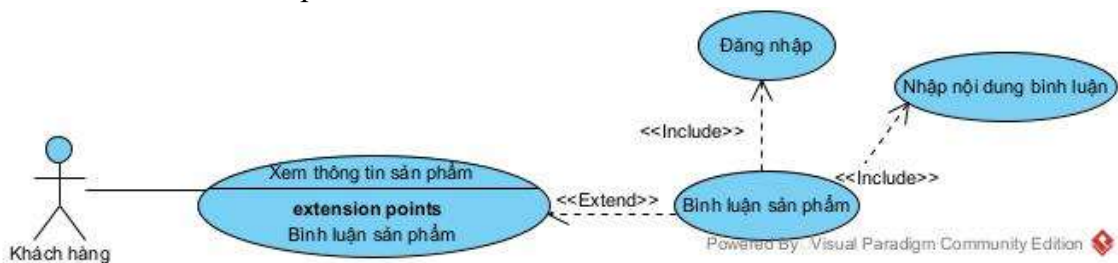 Đăng nhập
Nhập nội dung bình luận
<<Include>>
<<Include>>
Xem thông tin sản phẩm
extension points
Bình luận sản phẩm
<<Extend>>
Bình luận sản phẩm
Khách hàng
Powered By Visual Paradigm Community Edition